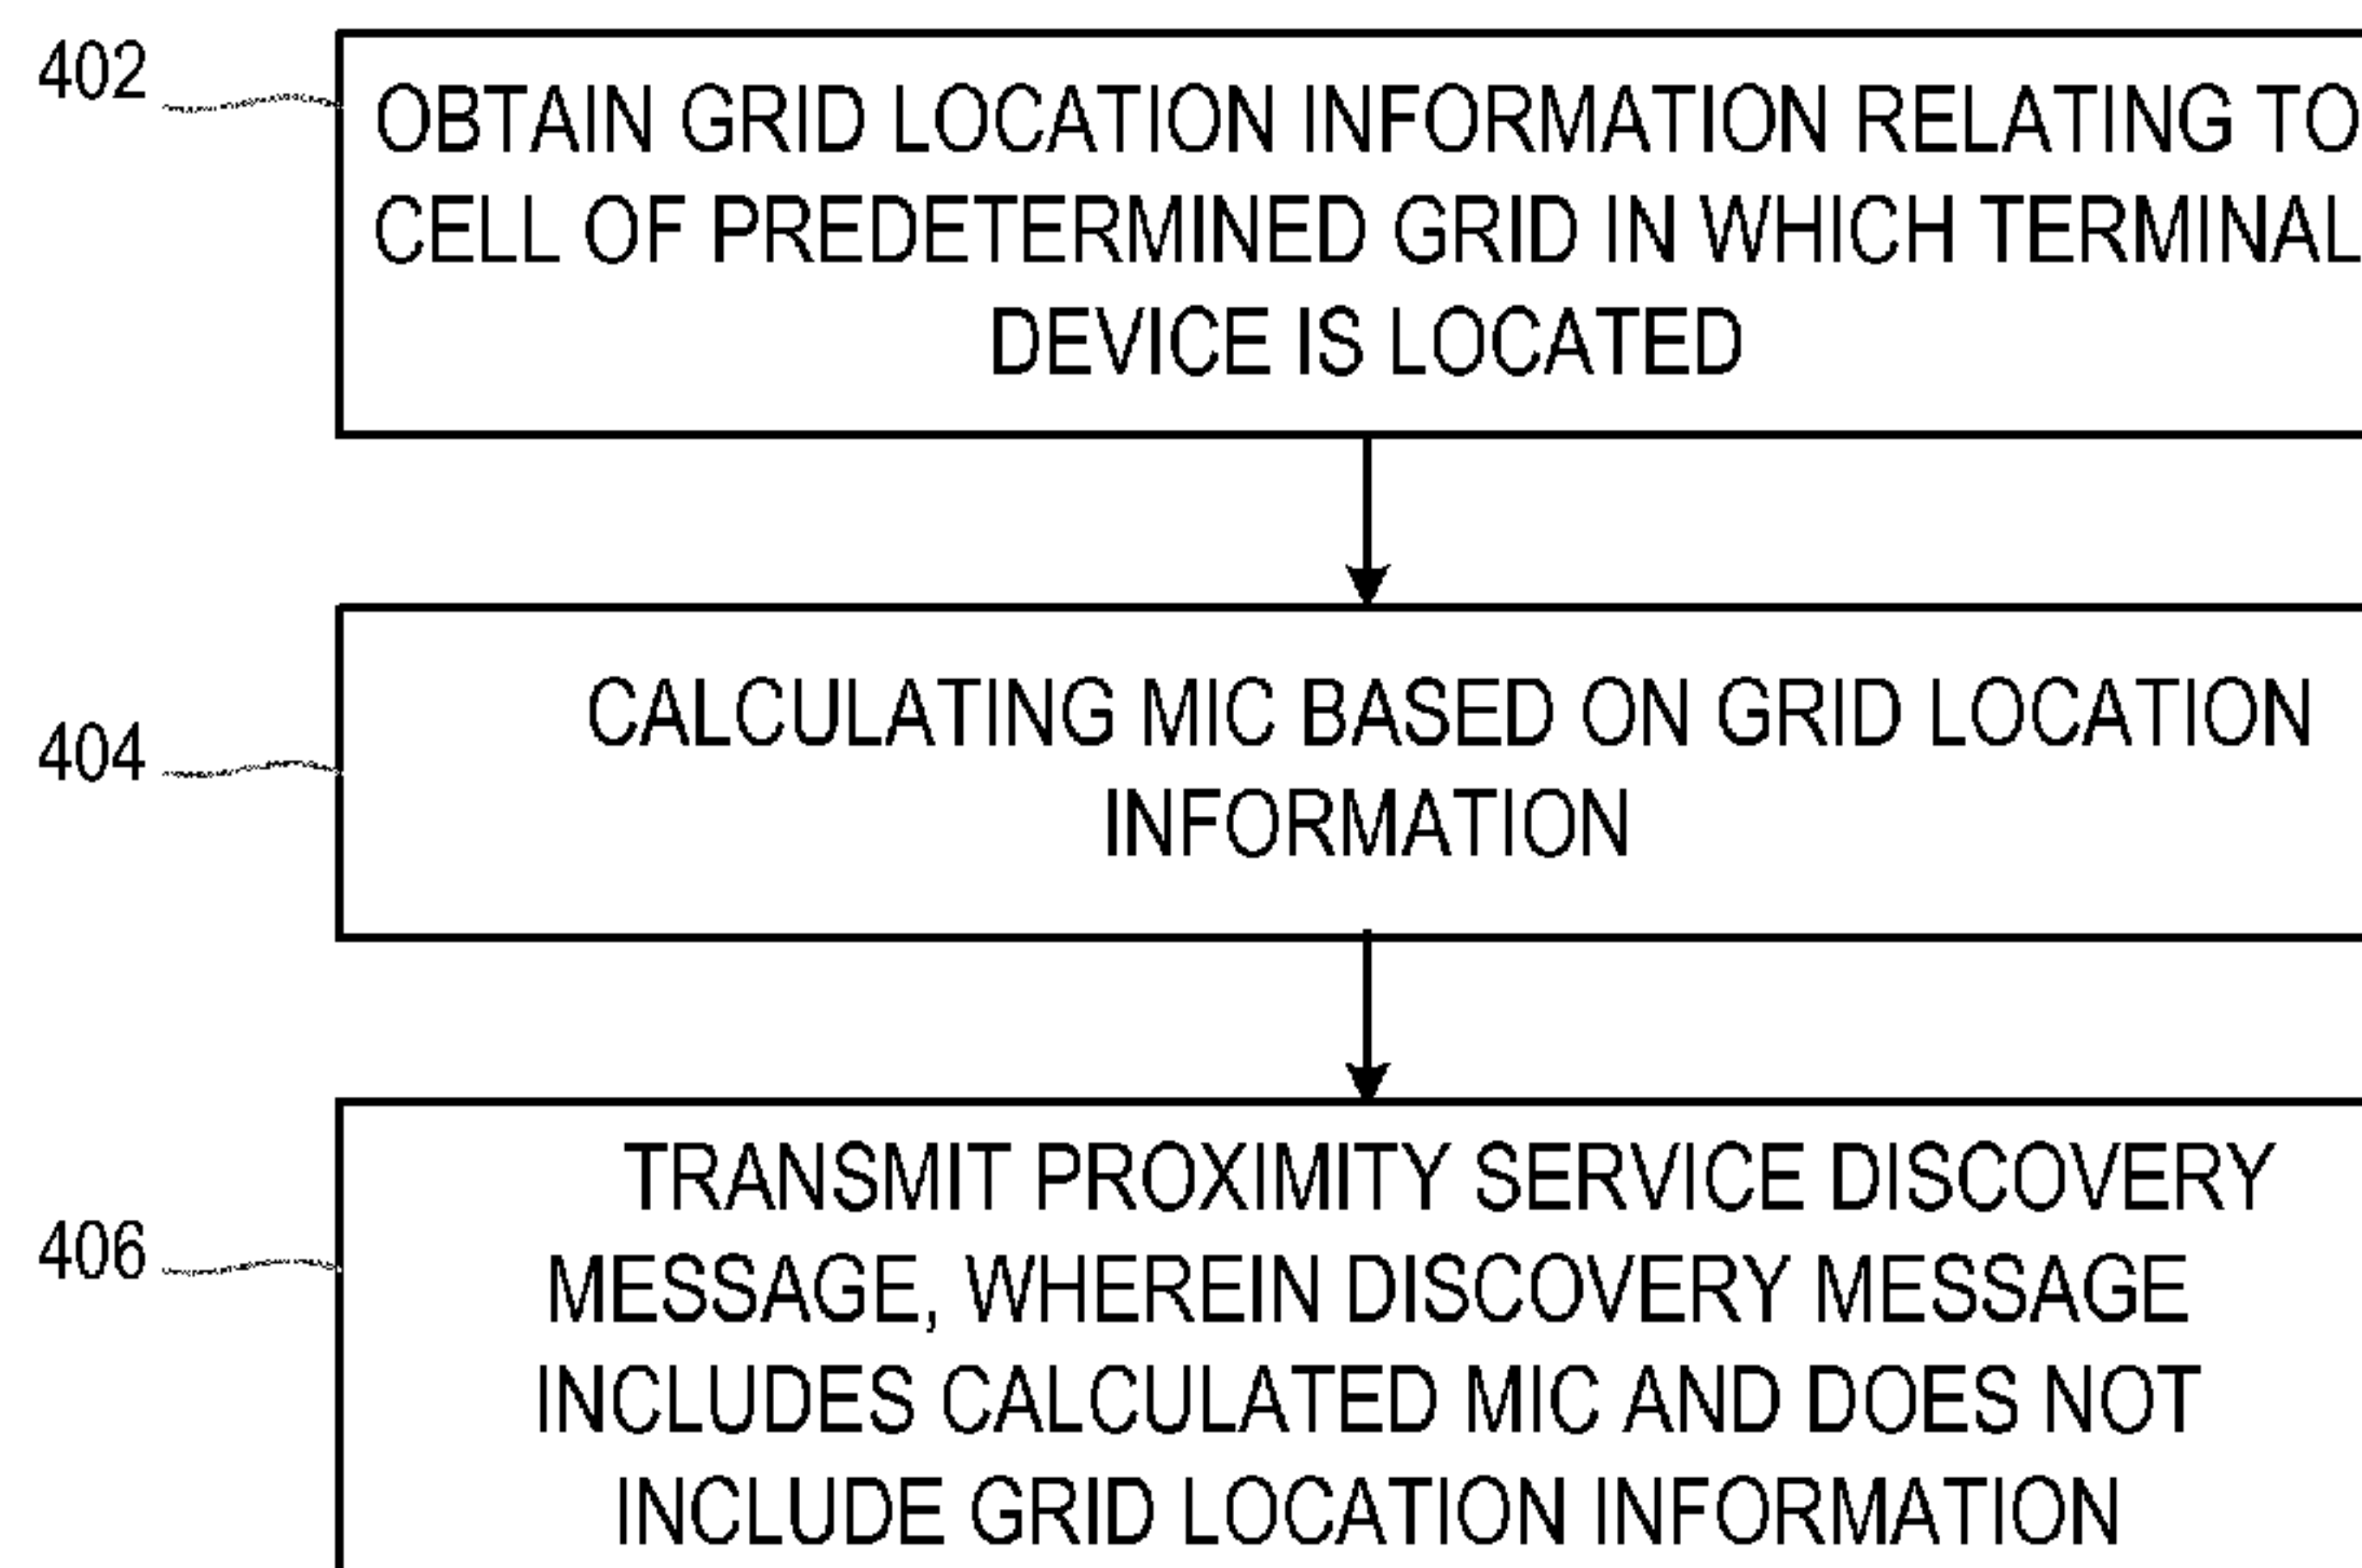 402
OBTAIN GRID LOCATION INFORMATION RELATING TO
CELL OF PREDETERMINED GRID IN WHICH TERMINAL
DEVICE IS LOCATED
404
CALCULATING MIC BASED ON GRID LOCATION
INFORMATION
406
TRANSMIT PROXIMITY SERVICE DISCOVERY
MESSAGE, WHEREIN DISCOVERY MESSAGE
INCLUDES CALCULATED MIC AND DOES NOT
INCLUDE GRID LOCATION INFORMATION